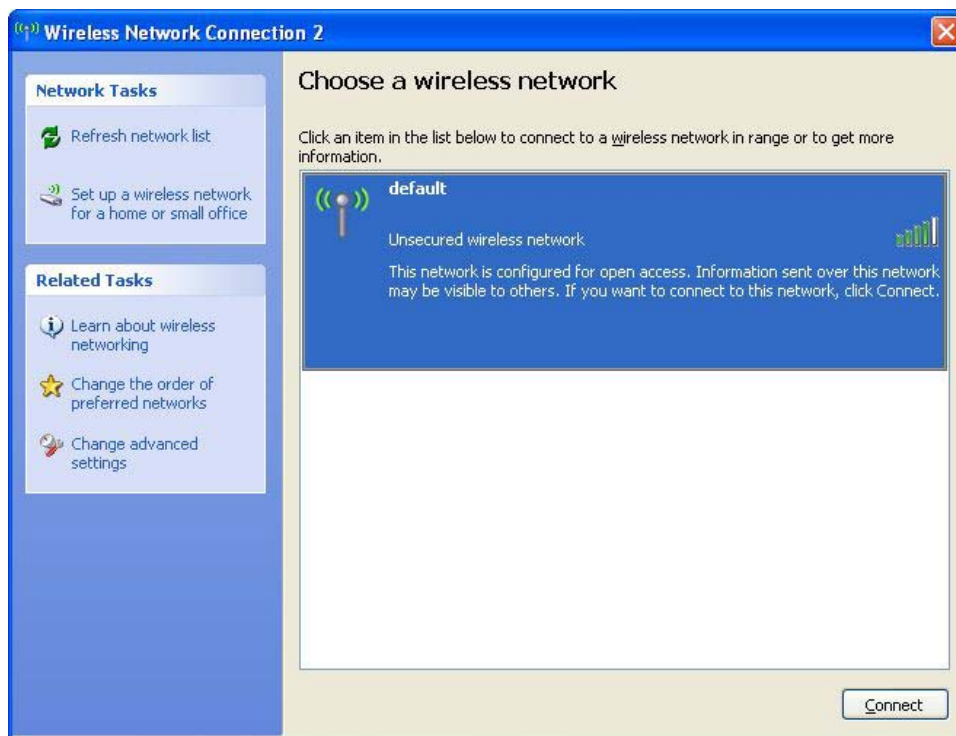 Wireless Network Connection 2
Network Tasks
Refresh network list
Set up a wireless network
for a home or small office
Related Tasks
Learn about wireless
networking
Change the order of
preferred networks
Change advanced
settings
Choose a wireless network
Click an item in the list below to connect to a wireless network in range or to get more
information.
default
Unsecured wireless network
This network is configured for open access. Information sent over this network
may be visible to others. If you want to connect to this network, click Connect.
Connect